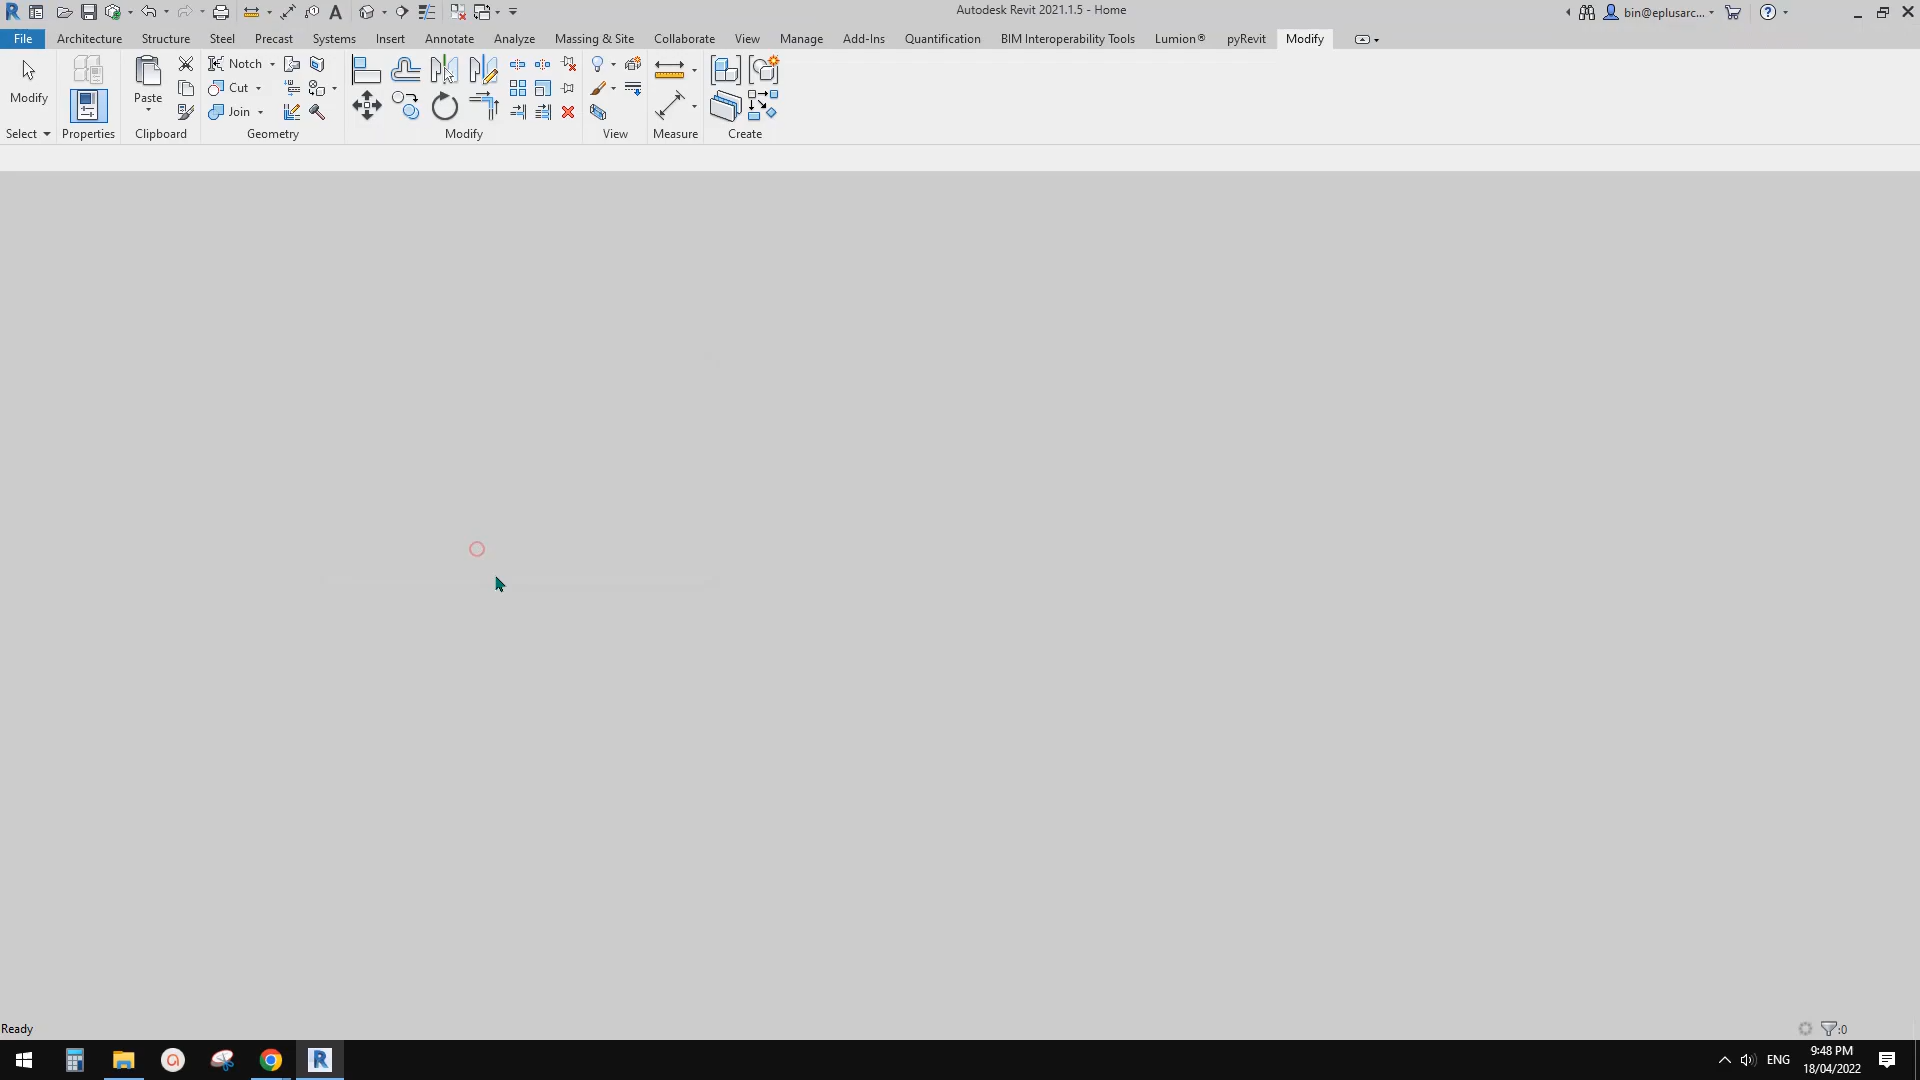 Autodesk Revit 2021.1.5 - Home
bin@eplusarc...
File Architecture Structure Steel Precast Systems Insert Annotate Analyze Massing & Site Collaborate View Manage Add-Ins Quantification BIM Interoperability Tools Lumion® pyRevit Modify
Notch
Modify
Paste
Cut
Join
Select Properties Clipboard Geometry Modify View Measure Create
Ready
:0
ENG
9:48 PM
18/04/2022